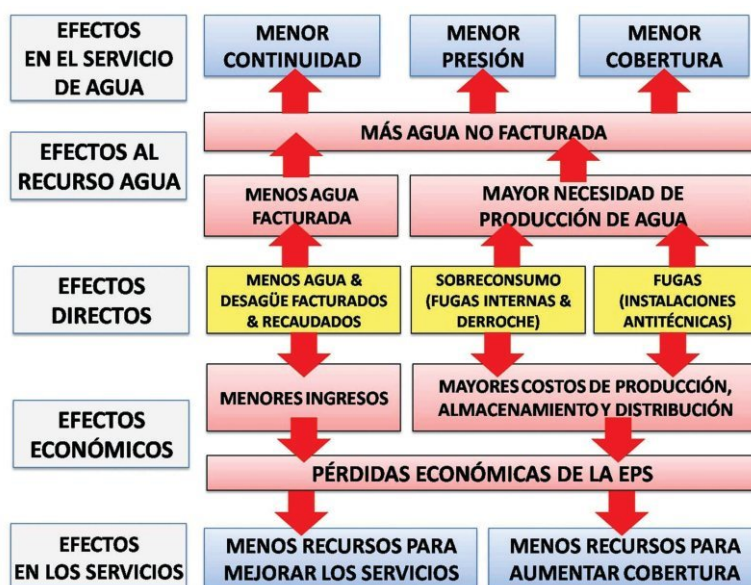 EFECTOS
EN EL SERVICIO
DE AGUA
MENOR
CONTINUIDAD
MENOR
PRESIÓN
MENOR
COBERTURA
MÁS AGUA NO FACTURADA
EFECTOS AL
RECURSO AGUA
MENOS AGUA
FACTURADA
MAYOR NECESIDAD DE
PRODUCCIÓN DE AGUA
EFECTOS
DIRECTOS
MENOS AGUA &
DESAGÜE FACTURADOS
& RECAUDADOS
SOBRECONSUMO
(FUGAS INTERNAS &
DERROCHE)
FUGAS
(INSTALACIONES
ANTITÉCNICAS)
EFECTOS
ECONÓMICOS
MENORES INGRESOS
MAYORES COSTOS DE PRODUCCIÓN,
ALMACENAMIENTO Y DISTRIBUCIÓN
PÉRDIDAS ECONÓMICAS DE LA EPS
EFECTOS
EN LOS SERVICIOS
MENOS RECURSOS PARA
MEJORAR LOS SERVICIOS
MENOS RECURSOS PARA
AUMENTAR COBERTURA